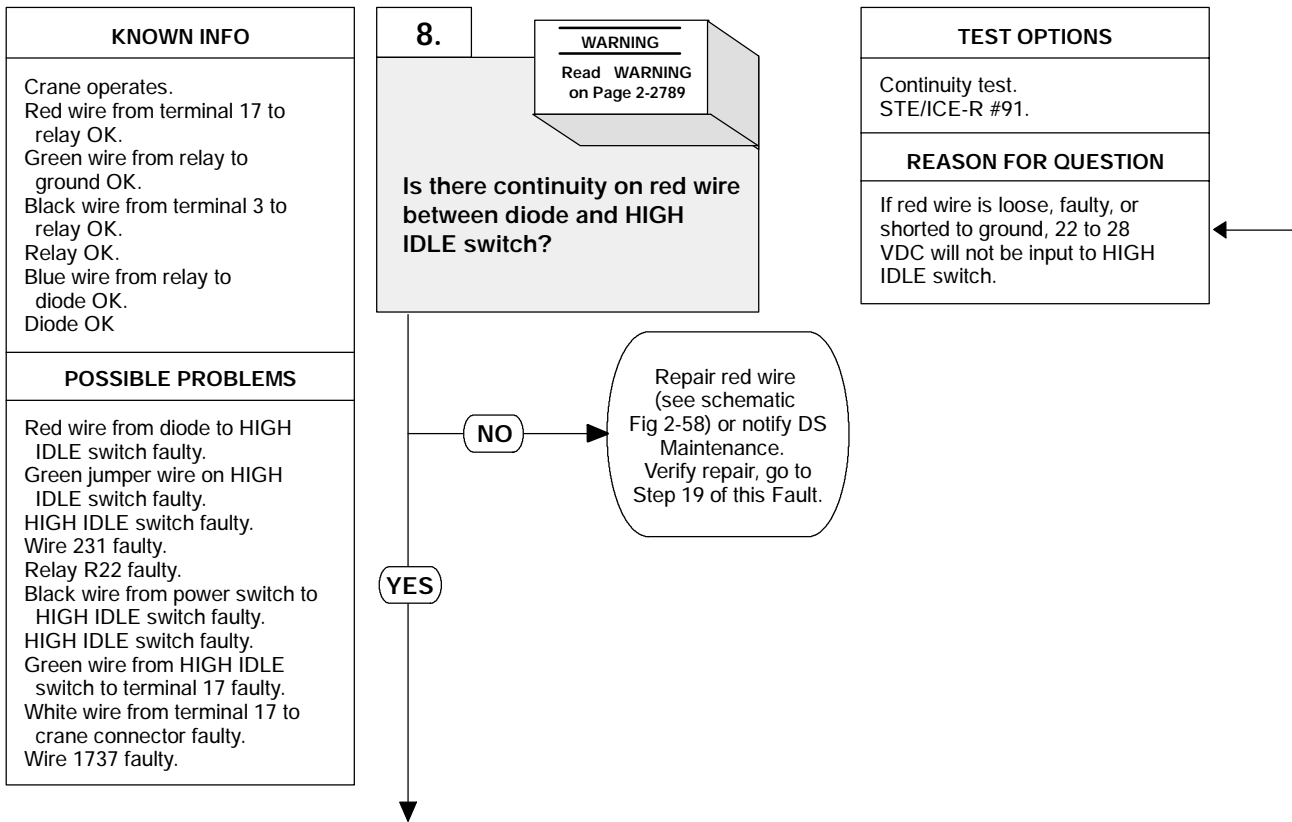 KNOWN INFO
Crane operates.
Red wire from terminal 17 to
relay OK.
Green wire from relay to
ground OK.
Black wire from terminal 3 to
relay OK.
Relay OK.
Blue wire from relay to
diode OK.
Diode OK
POSSIBLE PROBLEMS
Red wire from diode to HIGH
IDLE switch faulty.
Green jumper wire on HIGH
IDLE switch faulty.
HIGH IDLE switch faulty.
Wire 231 faulty.
Relay R22 faulty.
Black wire from power switch to
HIGH IDLE switch faulty.
HIGH IDLE switch faulty.
Green wire from HIGH IDLE
switch to terminal 17 faulty.
White wire from terminal 17 to
crane connector faulty.
Wire 1737 faulty.
8.
WARNING
Read WARNING
on Page 2-2789
Is there continuity on red wire
between diode and HIGH
IDLE switch?
NO
Repair red wire
(see schematic
Fig 2-58) or notify DS
Maintenance.
Verify repair, go to
Step 19 of this Fault.
YES
TEST OPTIONS
Continuity test.
STE/ICE-R #91.
REASON FOR QUESTION
If red wire is loose, faulty, or
shorted to ground, 22 to 28
VDC will not be input to HIGH
IDLE switch.